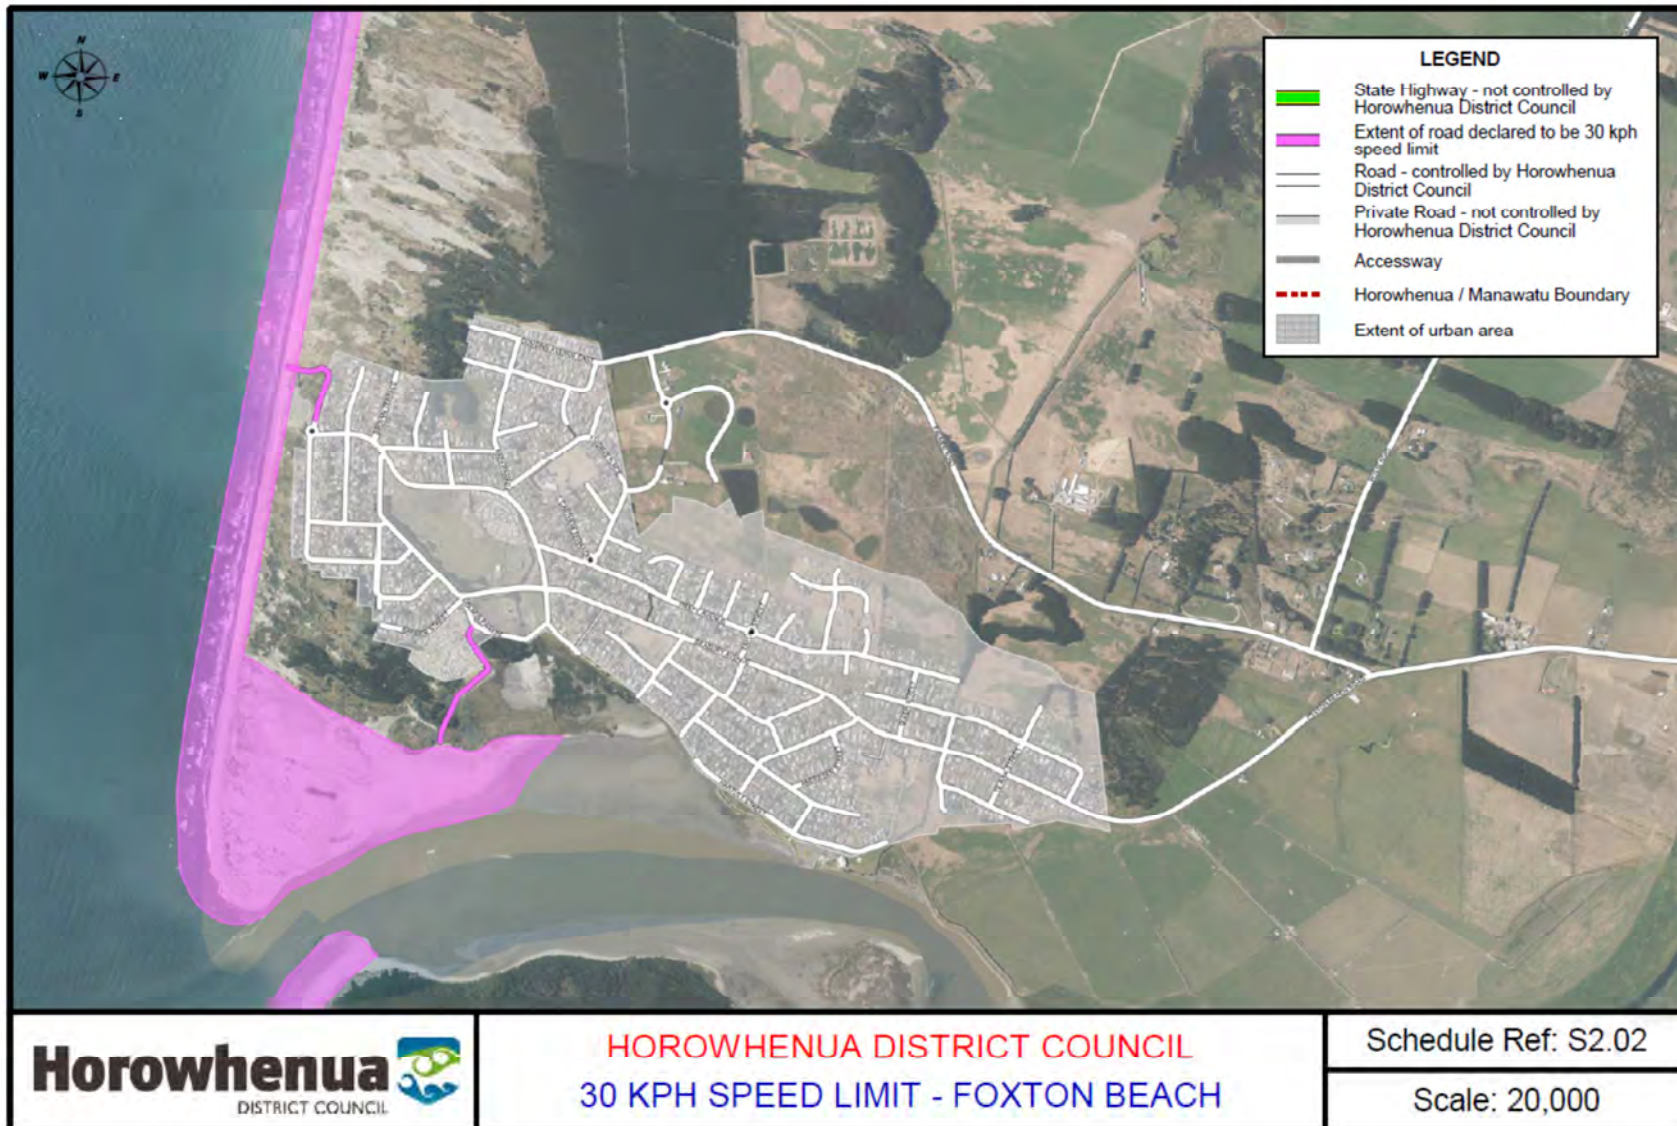 N
W
E
S
LEGEND
State Highway - not controlled by
Horowhenua District Council
Extent of road declared to be 30 kph
speed limit
Road - controlled by Horowhenua
District Council
Private Road - not controlled by
Horowhenua District Council
Accessway
Horowhenua / Manawatu Boundary
Extent of urban area
Horowhenua
DISTRICT COUNCIL
HOROWHENUA DISTRICT COUNCIL
30 KPH SPEED LIMIT - FOXTON BEACH
Schedule Ref: S2.02
Scale: 20,000